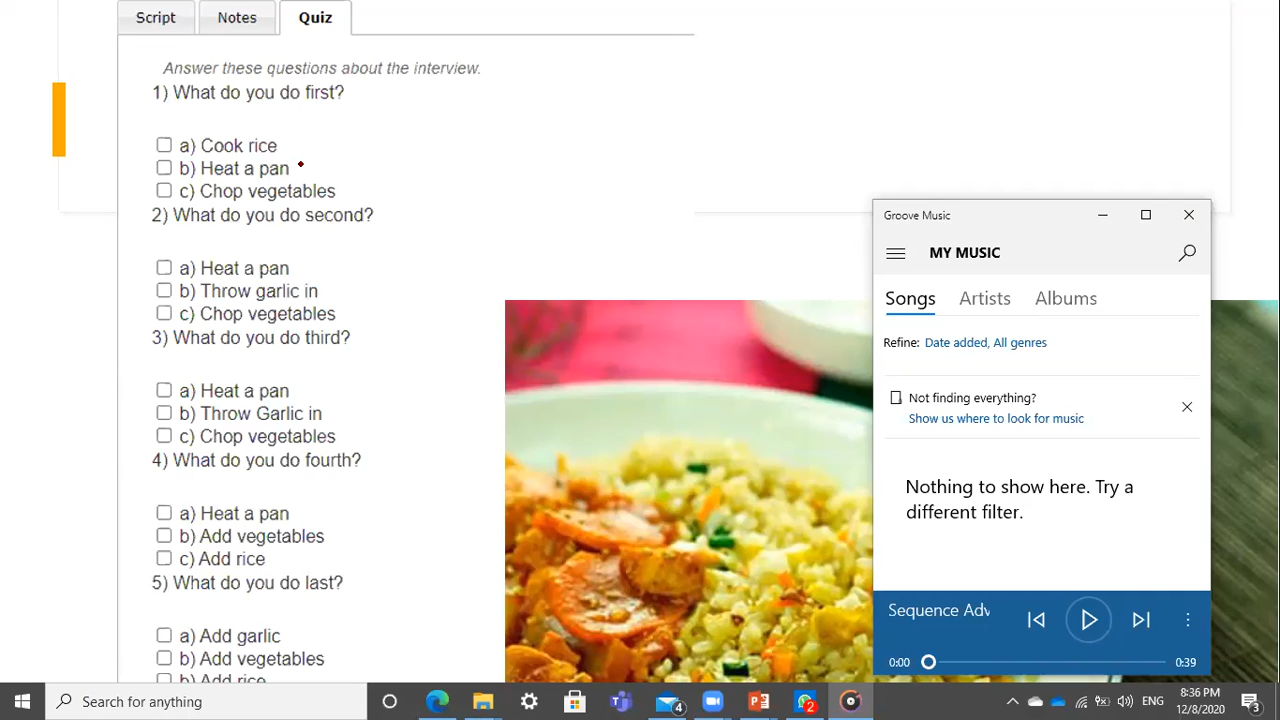 Script Notes Quiz
Answer these questions about the interview.
1) What do you do first?
a) Cook rice
b) Heat a pan
c) Chop vegetables
2) What do you do second?
a) Heat a pan
b) Throw garlic in
c) Chop vegetables
3) What do you do third?
a) Heat a pan
b) Throw Garlic in
c) Chop vegetables
4) What do you do fourth?
a) Heat a pan
b) Add vegetables
c) Add rice
5) What do you do last?
a) Add garlic
b) Add vegetables
b) Add rice
Groove Music
MY MUSIC
Songs Artists Albums
Refine: Date added, All genres
Not finding everything?
Show us where to look for music
Nothing to show here. Try a
different filter.
Sequence Adv
0:00 0:39
Search for anything
4
2
ENG
8:36 PM
12/8/2020
3